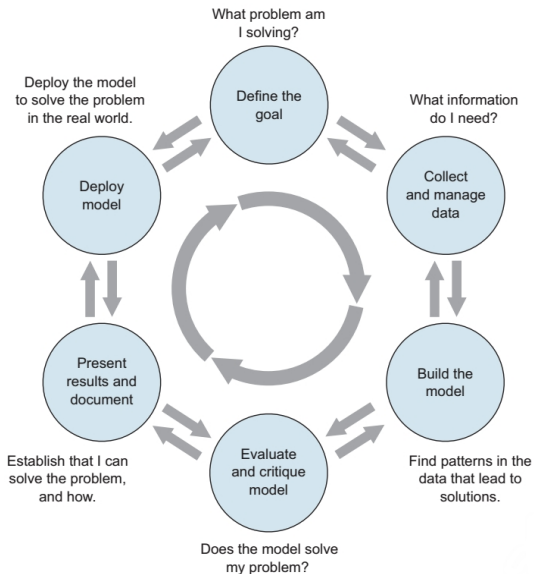 What problem am
I solving?
Define the
goal
What information
do I need?
Collect
and manage
data
Build the
model
Find patterns in the
data that lead to
solutions.
Evaluate
and critique
model
Does the model solve
my problem?
Present
results and
document
Establish that I can
solve the problem,
and how.
Deploy
model
Deploy the model
to solve the problem
in the real world.